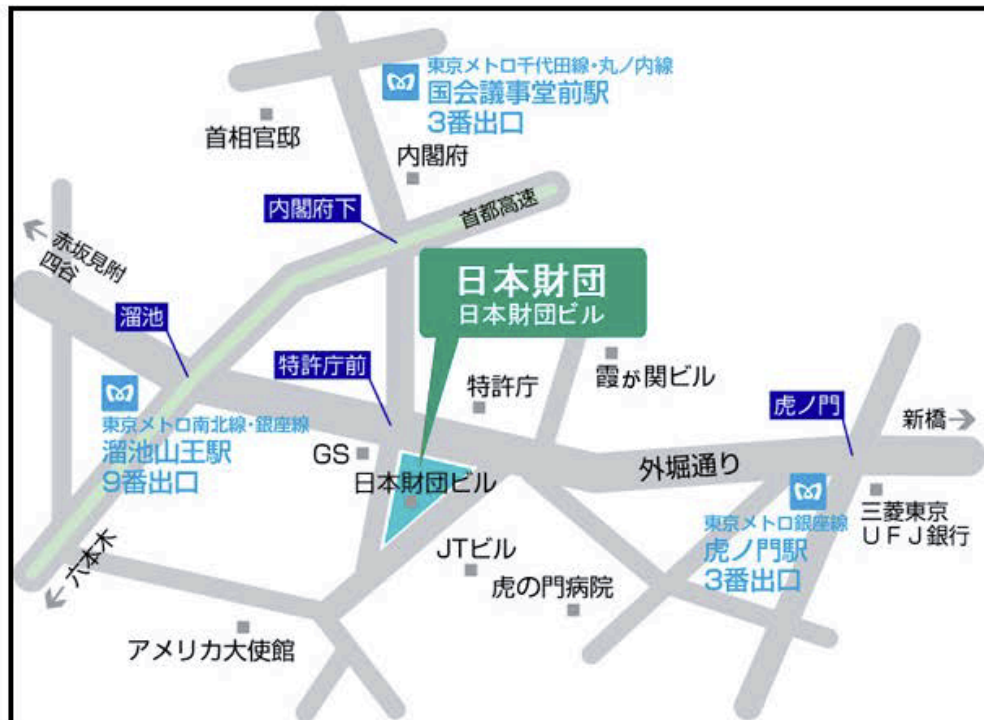 東京メトロ千代田線・丸ノ内線
国会議事堂前駅
3番出口
首相官邸
内閣府
内閣府下
首都高速
赤坂見附
四谷
日本財団
日本財団ビル
溜池
特許庁前
特許庁
霞が関ビル
虎ノ門
新橋
東京メトロ南北線・銀座線
溜池山王駅
9番出口
GS
日本財団ビル
外堀通り
東京メトロ銀座線
虎ノ門駅
3番出口
三菱東京
UFJ銀行
六本木
JTビル
虎の門病院
アメリカ大使館